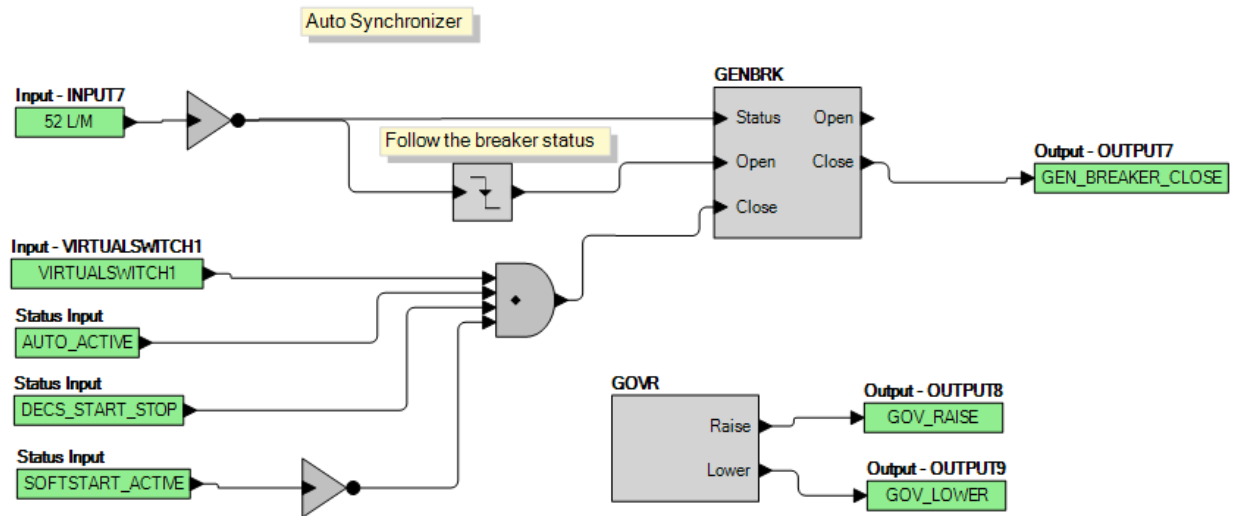 Auto Synchronizer
Input - INPUT7
52 L/M
Follow the breaker status
GENBRK
Status Open
Open Close
Close
Output - OUTPUT7
GEN_BREAKER_CLOSE
Input - VIRTUALSWITCH1
VIRTUALSWITCH1
Status Input
AUTO_ACTIVE
Status Input
DECS_START_STOP
Status Input
SOFTSTART_ACTIVE
GOVR
Raise
Lower
Output - OUTPUT8
GOV_RAISE
Output - OUTPUT9
GOV_LOWER